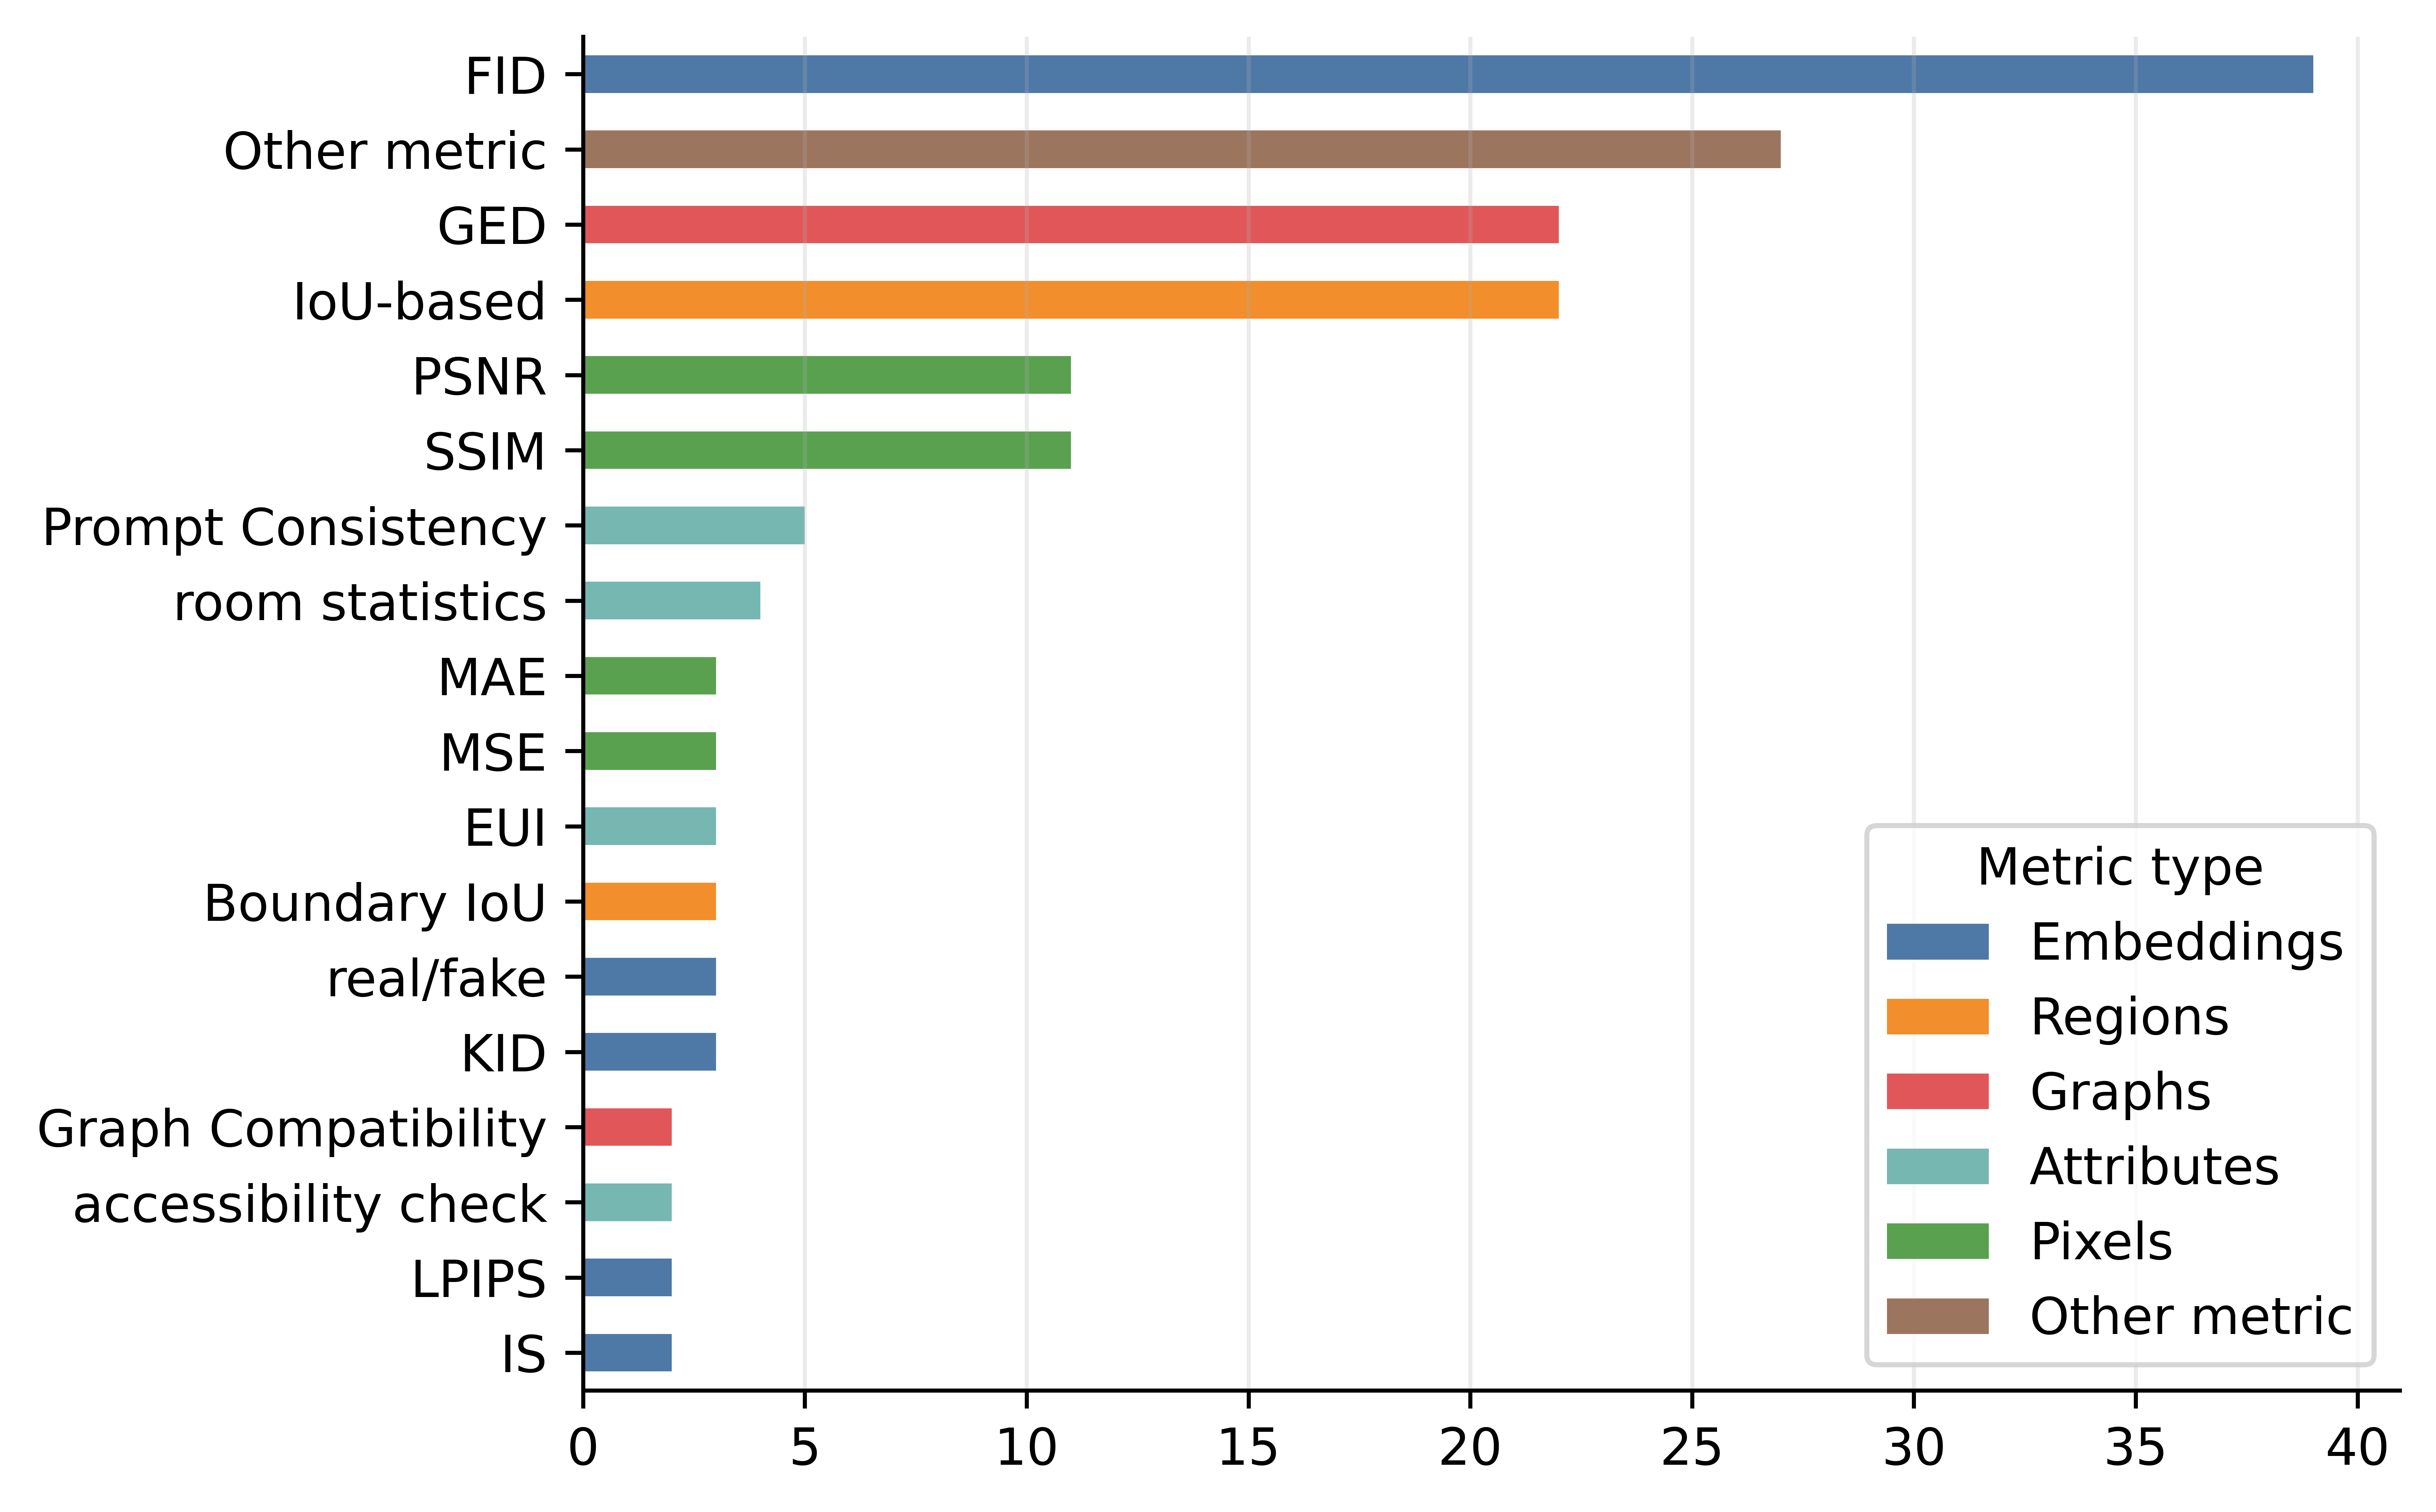 FID
Other metric
GED
IoU-based
PSNR
SSIM
Prompt Consistency
room statistics
MAE
MSE
EUI
Boundary IoU
real/fake
KID
Graph Compatibility
accessibility check
LPIPS
IS
0 5 10 15 20 25 30 35 40
Metric type
Embeddings
Regions
Graphs
Attributes
Pixels
Other metric